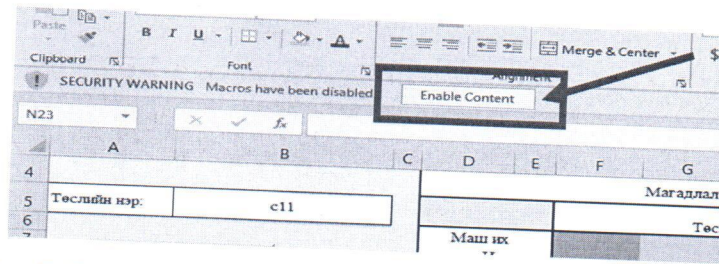 Paste
B I U A
Merge & Center $
Clipboard Font Alignment
SECURITY WARNING Macros have been disabled Enable Content
N23 fx
A B C D E F G
4 Магадлал
5 Төслийн нэр: c11 Төс
6 Маш их
7